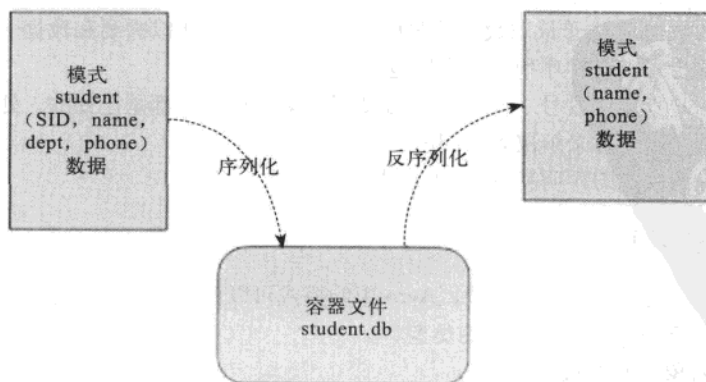 模式
student
（SID，name，
dept，phone）
数据
序列化
反序列化
模式
student
（name，
phone）
数据
容器文件
student.db